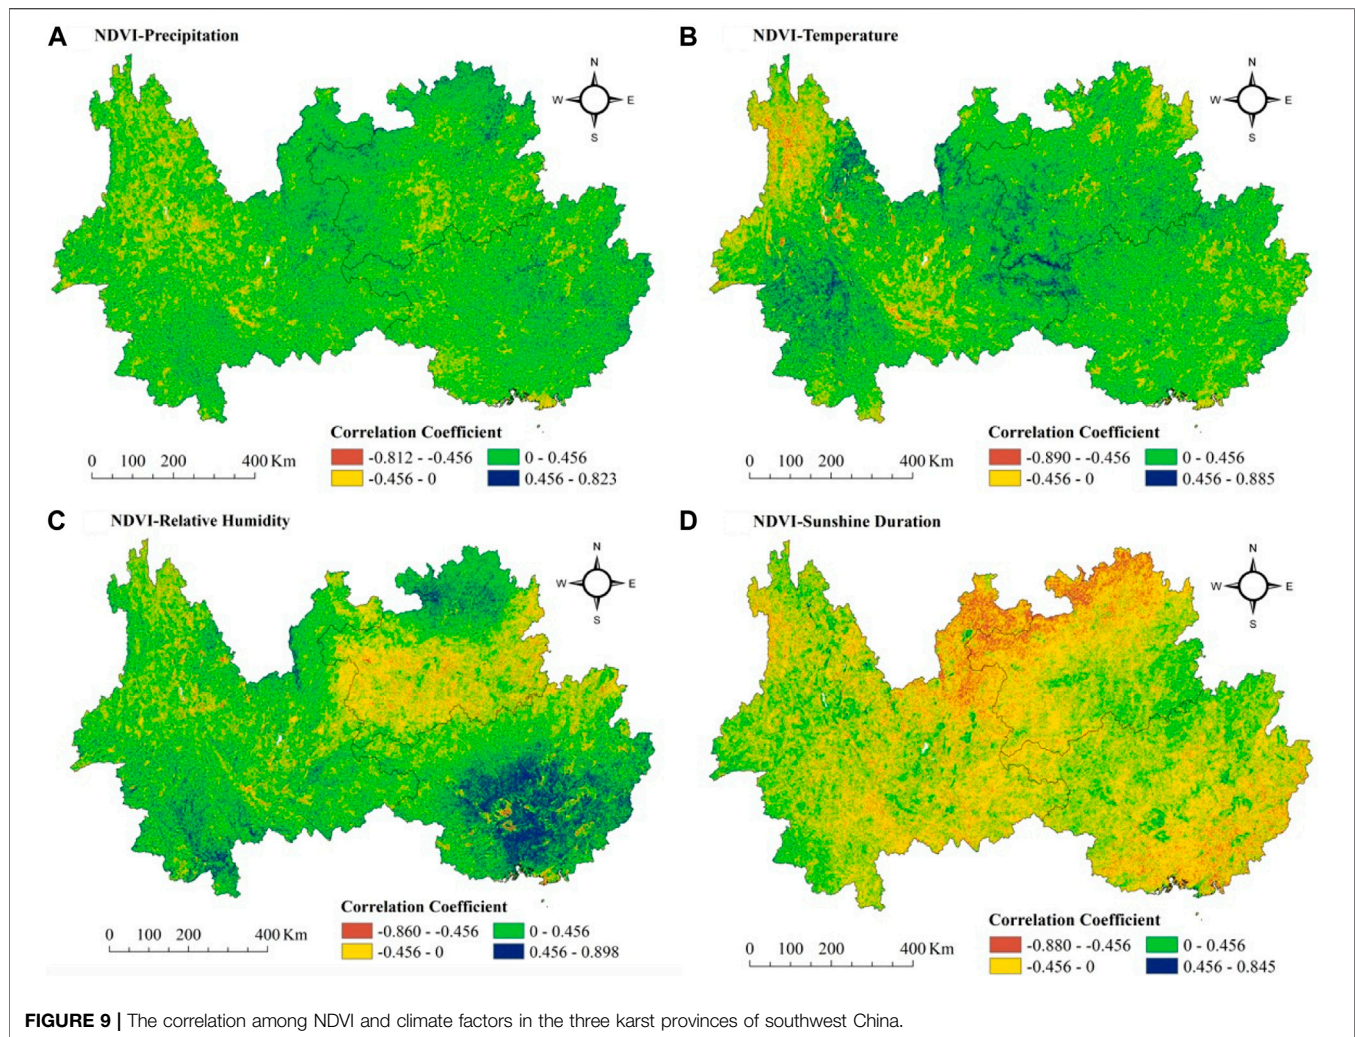 A NDVI-Precipitation
N
W E
S
0 100 200 400 Km
Correlation Coefficient
-0.812 - -0.456 0 - 0.456
-0.456 - 0 0.456 - 0.823
B NDVI-Temperature
N
W E
S
0 100 200 400 Km
Correlation Coefficient
-0.890 - -0.456 0 - 0.456
-0.456 - 0 0.456 - 0.885
C NDVI-Relative Humidity
N
W E
S
0 100 200 400 Km
Correlation Coefficient
-0.860 - -0.456 0 - 0.456
-0.456 - 0 0.456 - 0.898
D NDVI-Sunshine Duration
N
W E
S
0 100 200 400 Km
Correlation Coefficient
-0.880 - -0.456 0 - 0.456
-0.456 - 0 0.456 - 0.845
FIGURE 9 | The correlation among NDVI and climate factors in the three karst provinces of southwest China.